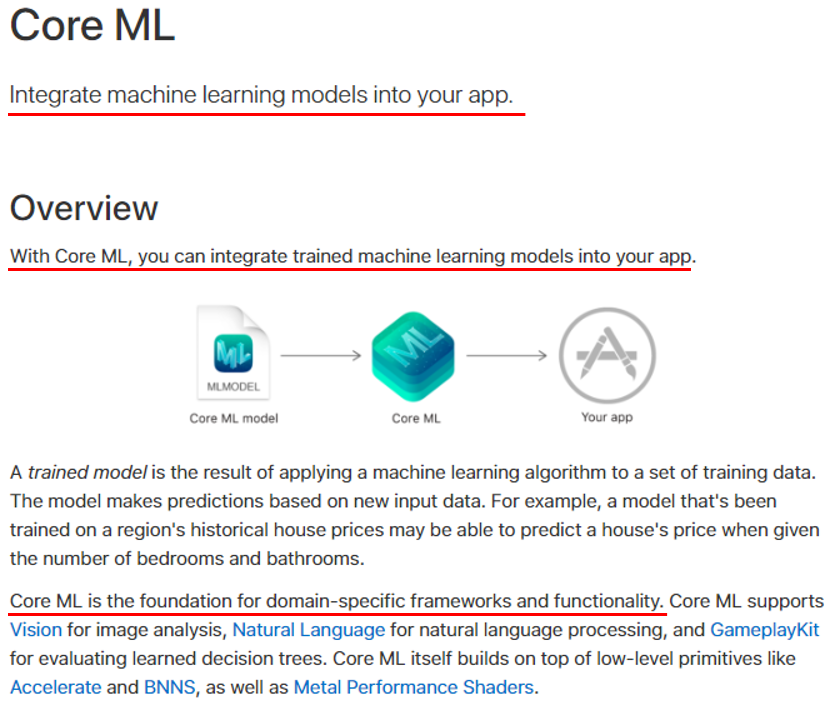 Core ML
Integrate machine learning models into your app.
Overview
With Core ML, you can integrate trained machine learning models into your app.
ML
MLMODEL
ML
Core ML model
Core ML
Your app
A trained model is the result of applying a machine learning algorithm to a set of training data.
The model makes predictions based on new input data. For example, a model that's been
trained on a region's historical house prices may be able to predict a house's price when given
the number of bedrooms and bathrooms.
Core ML is the foundation for domain-specific frameworks and functionality. Core ML supports
Vision for image analysis, Natural Language for natural language processing, and GameplayKit
for evaluating learned decision trees. Core ML itself builds on top of low-level primitives like
Accelerate and BNNS, as well as Metal Performance Shaders.